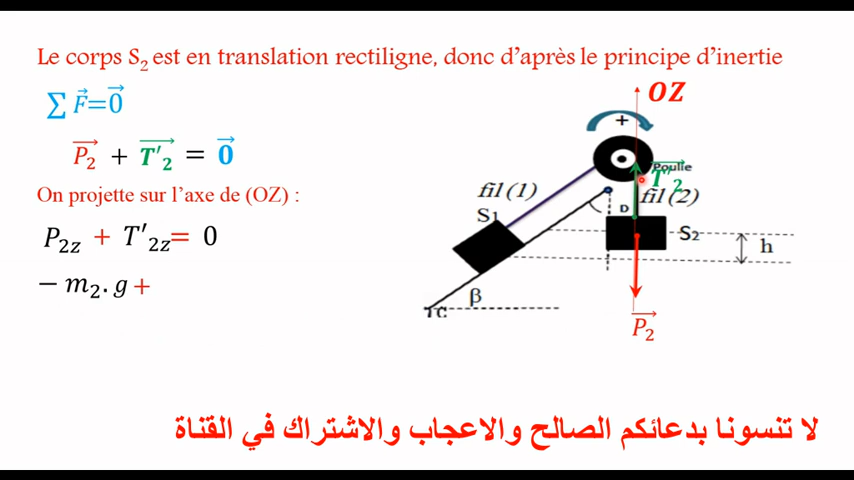 Le corps S₂ est en translation rectiligne, donc d'après le principe d'inertie
∑ F⃗=0⃗
P₂⃗ + T'₂⃗ = 0⃗
On projette sur l'axe de (OZ) :
P₂z + T'₂z= 0
− m₂. g +
OZ
+
Poulie
T'₂⃗
fil(1)
fil(2)
D
S₁
S₂
h
β
C
P₂⃗
لا تنسونا بدعائكم الصالح والاعجاب والاشتراك في القناة